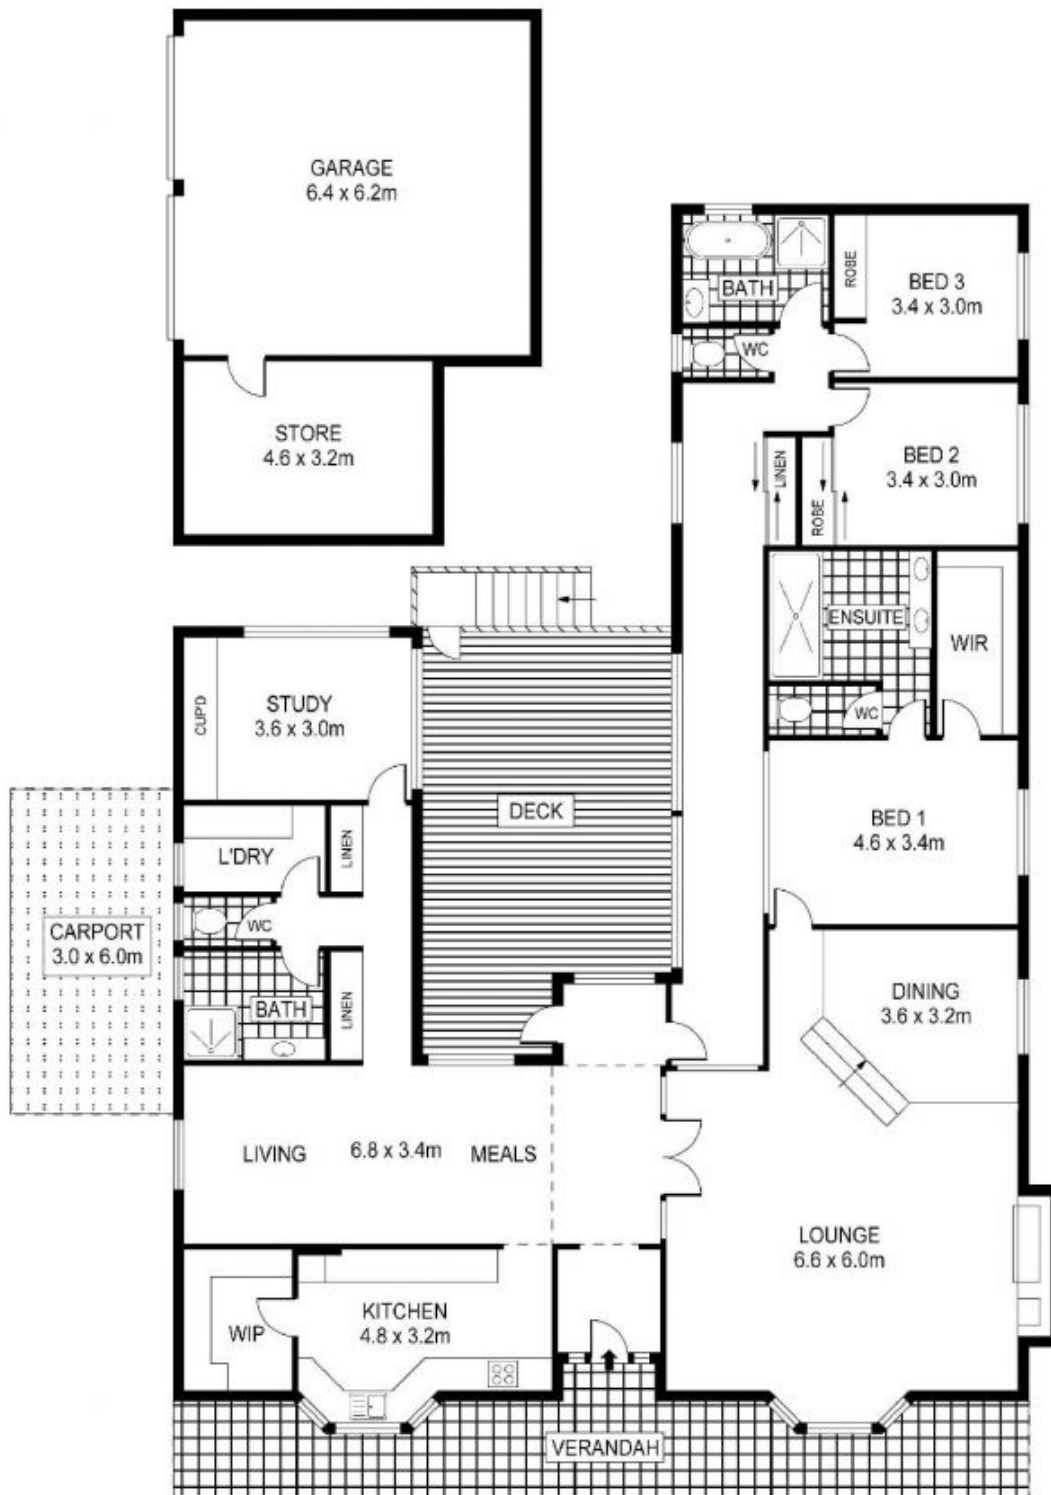 GARAGE
6.4 x 6.2m
STORE
4.6 x 3.2m
BATH
WC
ROBE
BED 3
3.4 x 3.0m
LINEN
ROBE
BED 2
3.4 x 3.0m
ENSUITE
WIR
WC
BED 1
4.6 x 3.4m
CUP'D
STUDY
3.6 x 3.0m
DECK
L'DRY
LINEN
WC
CARPORT
3.0 x 6.0m
BATH
LINEN
DINING
3.6 x 3.2m
LIVING 6.8 x 3.4m MEALS
LOUNGE
6.6 x 6.0m
WIP
KITCHEN
4.8 x 3.2m
VERANDAH